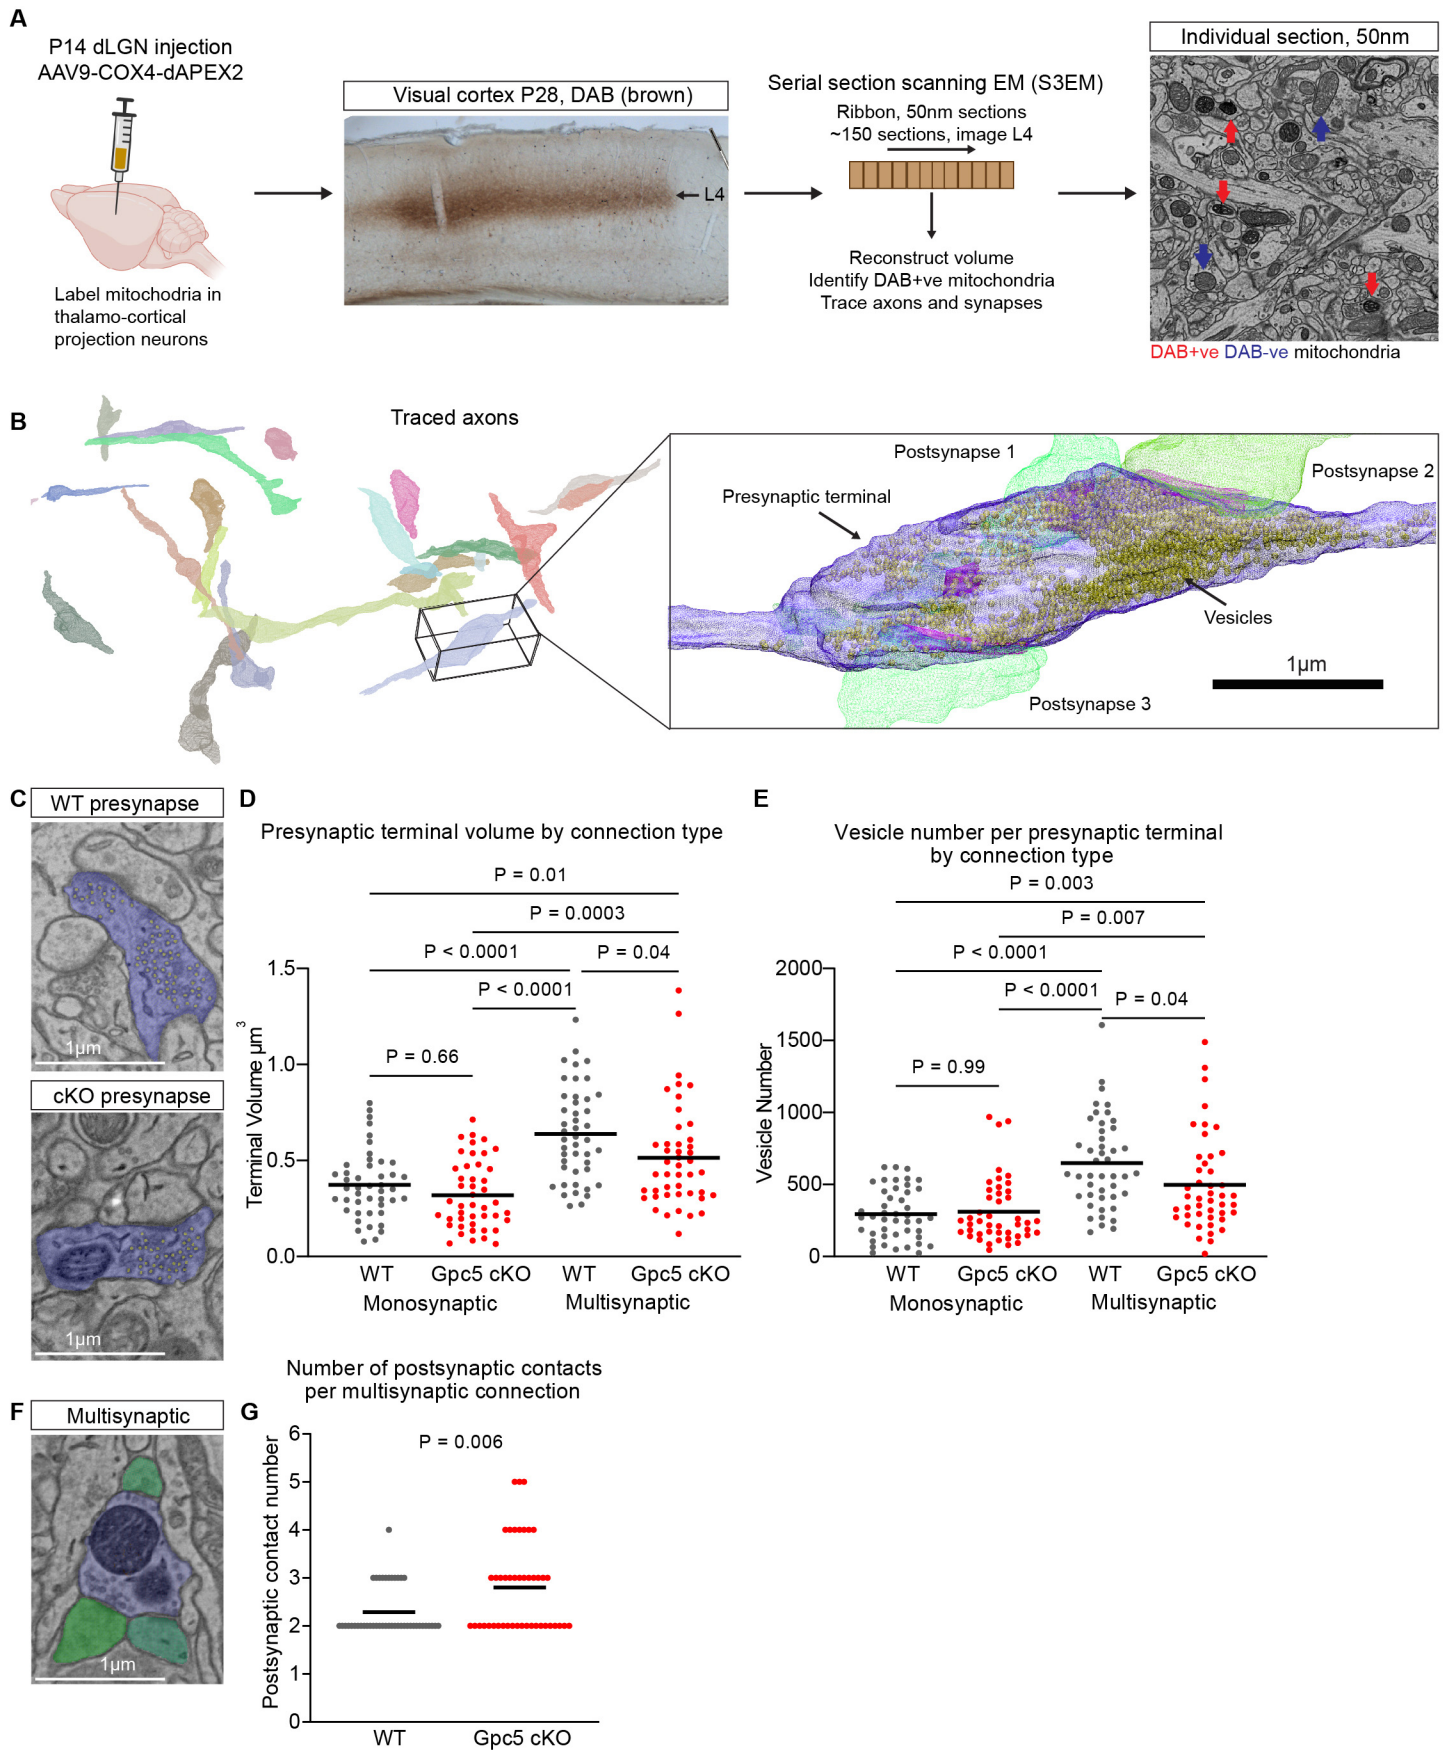 A
P14 dLGN injection
AAV9-COX4-dAPEX2
Label mitochodria in
thalamo-cortical
projection neurons
Visual cortex P28, DAB (brown)
L4
Serial section scanning EM (S3EM)
Ribbon, 50nm sections
~150 sections, image L4
Reconstruct volume
Identify DAB+ve mitochondria
Trace axons and synapses
Individual section, 50nm
DAB+ve DAB-ve mitochondria
B
Traced axons
Postsynapse 1
Postsynapse 2
Presynaptic terminal
Vesicles
1µm
Postsynapse 3
C
WT presynapse
1µm
cKO presynapse
1µm
D
Presynaptic terminal volume by connection type
P = 0.01
P = 0.0003
P < 0.0001
P = 0.04
P < 0.0001
P = 0.66
Terminal Volume µm3
1.5
1.0
0.5
0.0
WT
Gpc5 cKO
WT
Gpc5 cKO
Monosynaptic
Multisynaptic
E
Vesicle number per presynaptic terminal
by connection type
P = 0.003
P = 0.007
P < 0.0001
P < 0.0001
P = 0.04
P = 0.99
Vesicle Number
2000
1500
1000
500
0
WT
Gpc5 cKO
WT
Gpc5 cKO
Monosynaptic
Multisynaptic
F
Multisynaptic
1µm
G
Number of postsynaptic contacts
per multisynaptic connection
P = 0.006
Postsynaptic contact number
6
5
4
3
2
1
0
WT
Gpc5 cKO